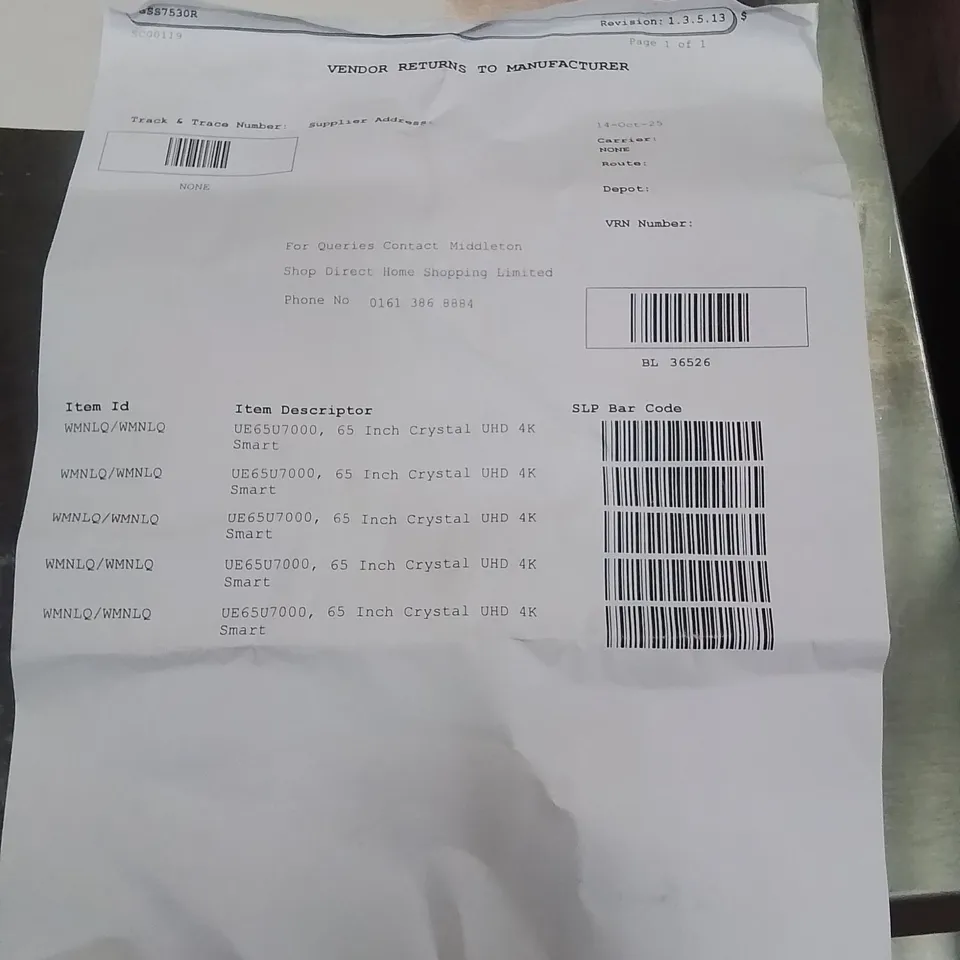 SS7530R
Revision: 1.3.5.13 $
SC00119
Page 1 of 1
VENDOR RETURNS TO MANUFACTURER
Track & Trace Number: Supplier Address:
14-Oct-25
Carrier:
NONE
Route:
NONE
Depot:
VRN Number:
For Queries Contact Middleton
Shop Direct Home Shopping Limited
Phone No 0161 386 8884
BL 36526
Item Id Item Descriptor SLP Bar Code
WMNLQ/WMNLQ UE65U7000, 65 Inch Crystal UHD 4K
Smart
WMNLQ/WMNLQ UE65U7000, 65 Inch Crystal UHD 4K
Smart
WMNLQ/WMNLQ UE65U7000, 65 Inch Crystal UHD 4K
Smart
WMNLQ/WMNLQ UE65U7000, 65 Inch Crystal UHD 4K
Smart
WMNLQ/WMNLQ UE65U7000, 65 Inch Crystal UHD 4K
Smart